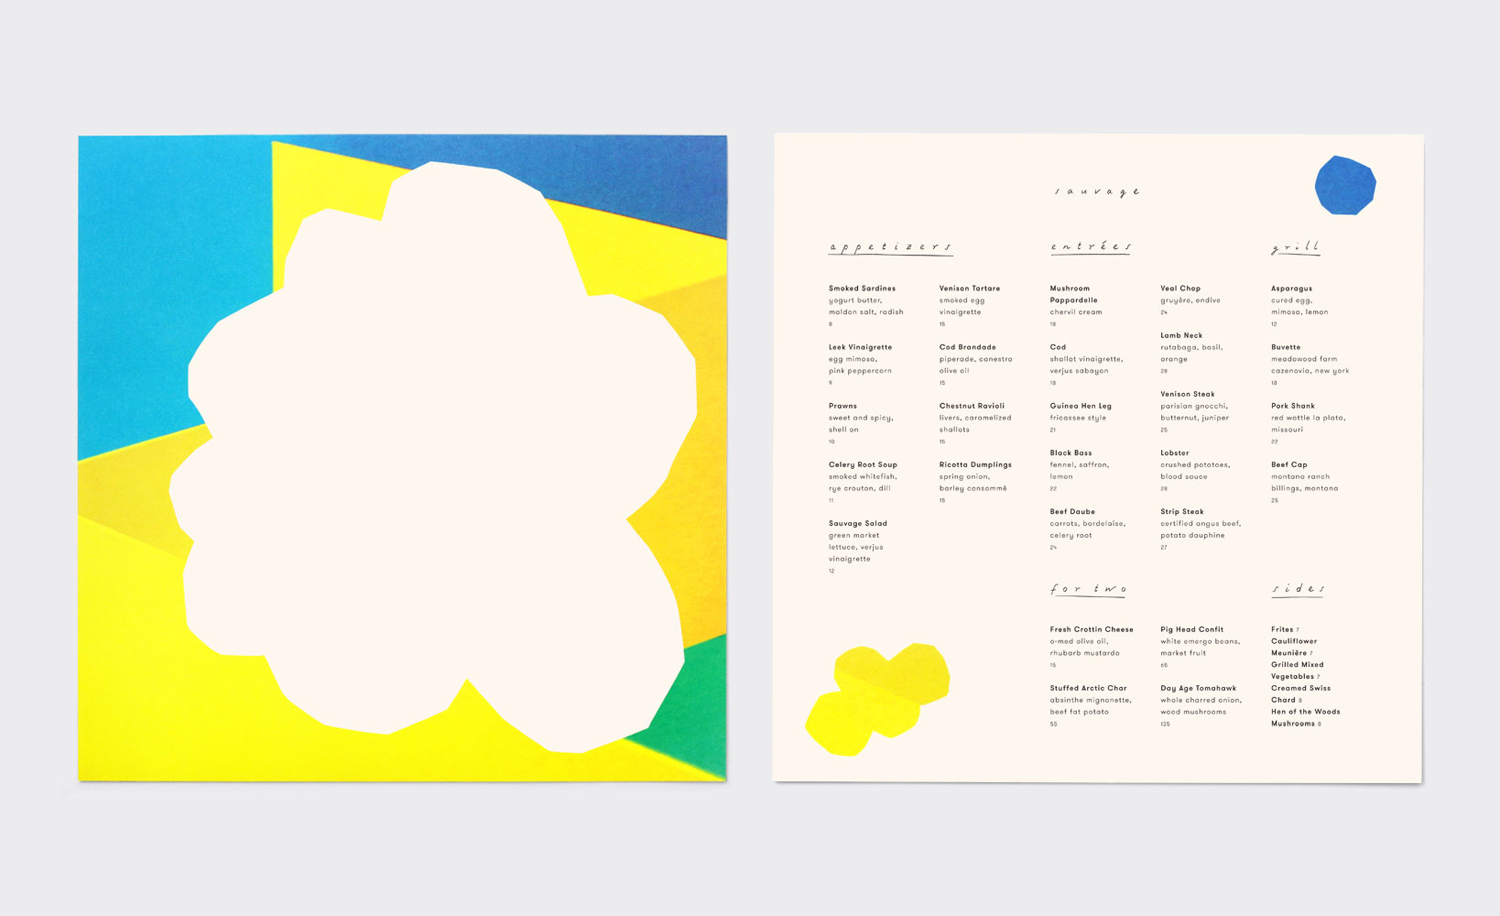 sauvage
appetizers
Smoked Sardines
yogurt butter,
maldon salt, radish
8
Leek Vinaigrette
egg mimosa,
pink peppercorn
9
Prawns
sweet and spicy,
shell on
10
Celery Root Soup
smoked whitefish,
rye crouton, dill
11
Sauvage Salad
green market
lettuce, verjus
vinaigrette
12
Venison Tartare
smoked egg
vinaigrette
15
Cod Brandade
piperade, canestra
olive oil
15
Chestnut Ravioli
livers, caramelized
shallots
15
Ricotta Dumplings
spring onion,
barley consommé
15
entrées
Mushroom
Pappardelle
chervil cream
18
Cod
shallot vinaigrette,
verjus sabayon
19
Guinea Hen Leg
fricassee style
21
Black Bass
fennel, saffron,
lemon
22
Beef Daube
carrots, bordelaise,
celery root
24
Veal Chop
gruyère, endive
24
Lamb Neck
rutabaga, basil,
orange
28
Venison Steak
parisian gnocchi,
butternut, juniper
25
Lobster
crushed potatoes,
blood sauce
29
Strip Steak
certified angus beef,
potato dauphine
27
grill
Asparagus
cured egg,
mimosa, lemon
12
Buvette
meadowood farm
cazenovia, new york
18
Pork Shank
red wattle la plata,
missouri
22
Beef Cap
montana ranch
billings, montana
25
for two
Fresh Crottin Cheese
o-med olive oil,
rhubarb mustarda
15
Stuffed Arctic Char
absinthe mignonette,
beef fat potato
55
Pig Head Confit
white emergo beans,
market fruit
65
Day Age Tomahawk
whole charred onion,
wood mushrooms
135
sides
Frites 7
Cauliflower
Meunière 7
Grilled Mixed
Vegetables 7
Creamed Swiss
Chard 8
Hen of the Woods
Mushrooms 8